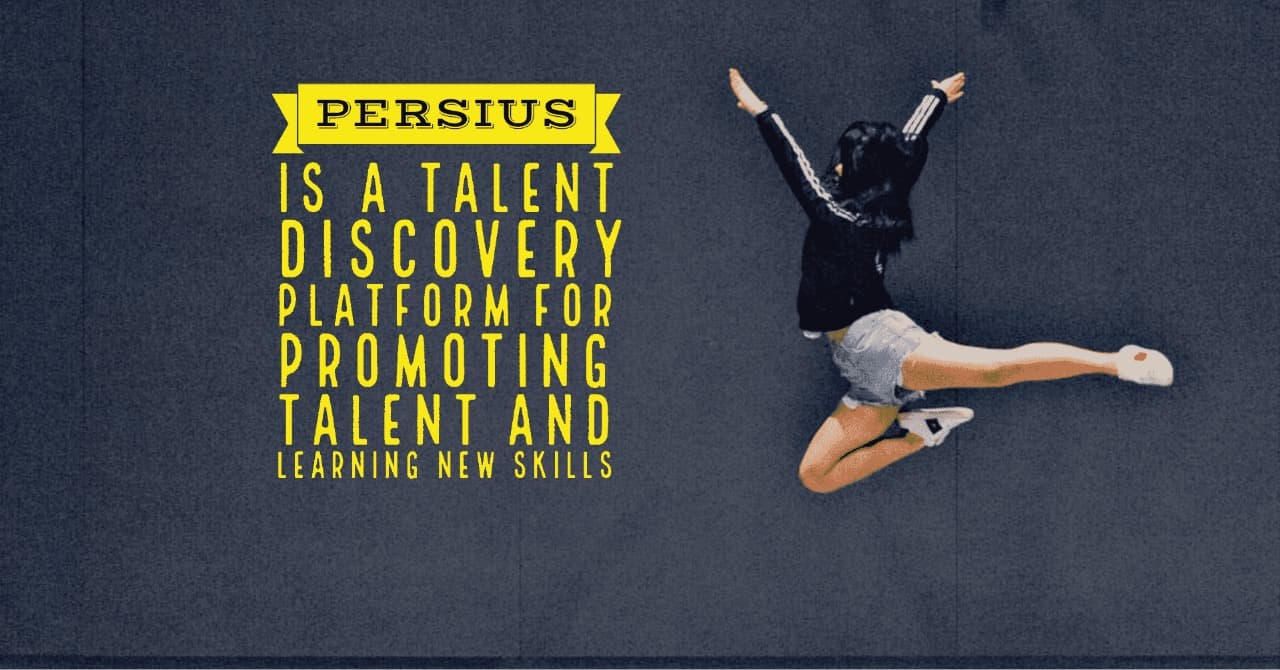 PERSIUS
IS A TALENT
DISCOVERY
PLATFORM FOR
PROMOTING
TALENT AND
LEARNING NEW SKILLS